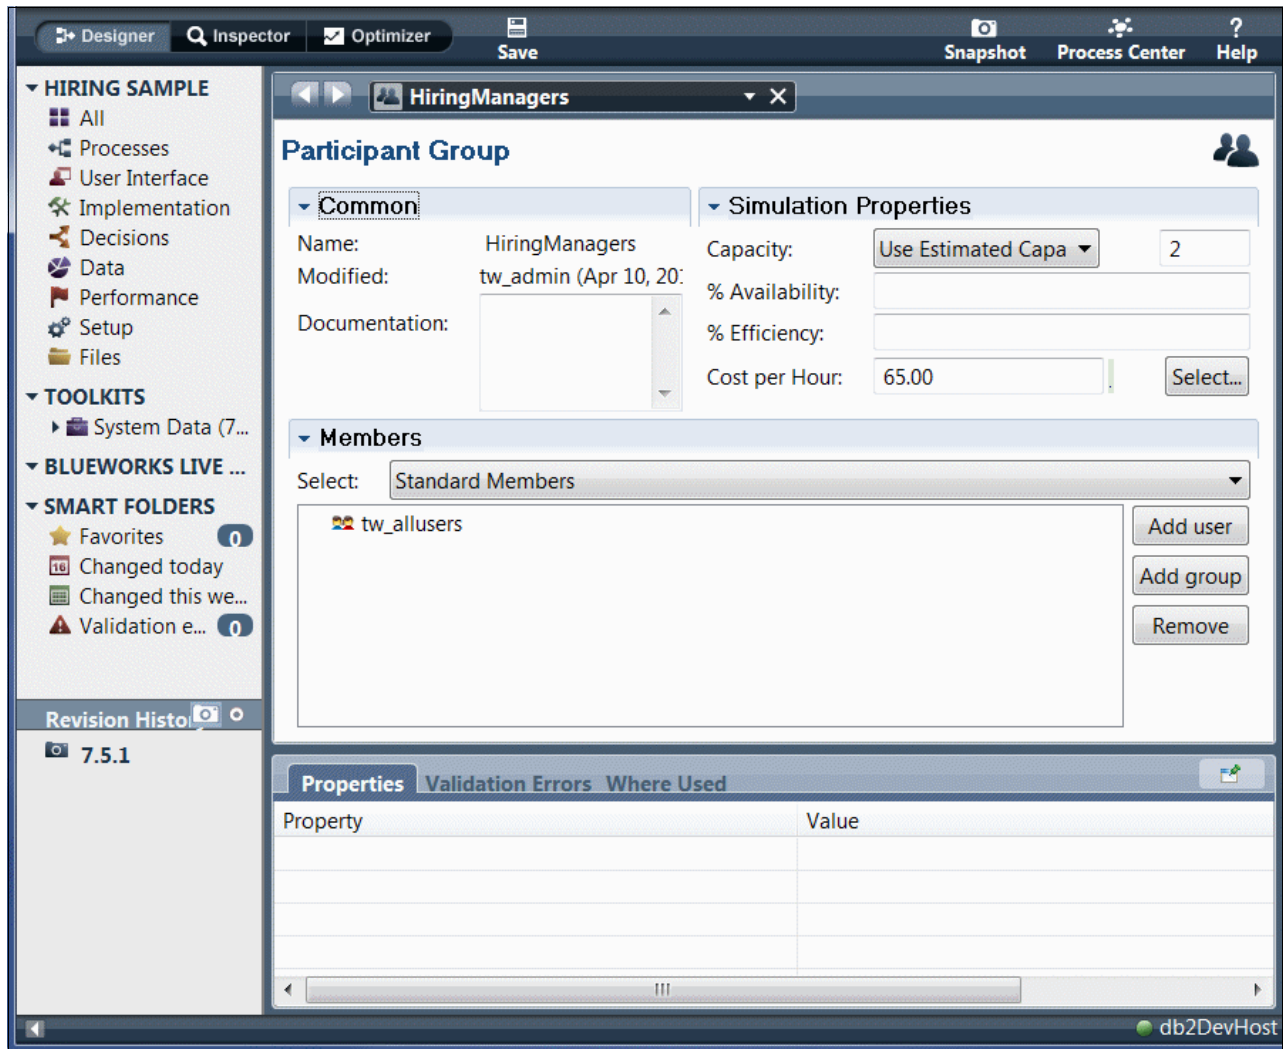 Designer Inspector Optimizer Save Snapshot Process Center Help
HIRING SAMPLE
All
Processes
User Interface
Implementation
Decisions
Data
Performance
Setup
Files
TOOLKITS
System Data (7...
BLUEWORKS LIVE ...
SMART FOLDERS
Favorites 0
16 Changed today
Changed this we...
Validation e... 0
Revision Histo
7.5.1
HiringManagers
Participant Group
Common
Name: HiringManagers
Modified: tw_admin (Apr 10, 201
Documentation:
Simulation Properties
Capacity: Use Estimated Capa 2
% Availability:
% Efficiency:
Cost per Hour: 65.00 . Select...
Members
Select: Standard Members
tw_allusers
Add user
Add group
Remove
Properties Validation Errors Where Used
Property Value
db2DevHost